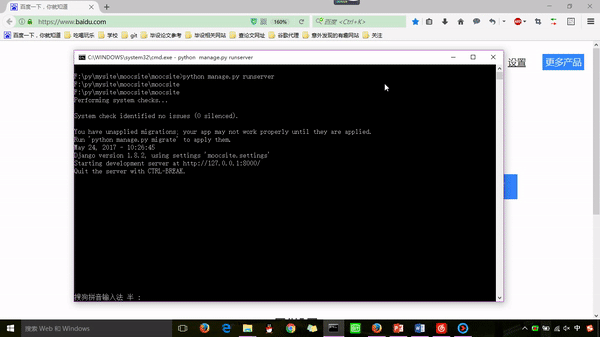 百度一下，你就知道
https://www.baidu.com
160%
百度 <Ctrl+K>
百度一下，你就知道
吃嘴玩乐
学校
git
毕设论文参考
毕设相关网站
查论文网址
谷歌代理
意外发现的有趣网站
关注
设置
更多产品
C:\WINDOWS\system32\cmd.exe - python manage.py runserver
F:\py\mysite\moocsite\moocsite>python manage.py runserver
F:\py\mysite\moocsite\moocsite
F:\py\mysite\moocsite\moocsite
Performing system checks...
System check identified no issues (0 silenced).
You have unapplied migrations; your app may not work properly until they are applied.
Run 'python manage.py migrate' to apply them.
May 24, 2017 - 10:26:45
Django version 1.8.2, using settings 'moocsite.settings'
Starting development server at http://127.0.0.1:8000/
Quit the server with CTRL-BREAK.
搜狗拼音输入法 半 :
搜索 Web 和 Windows
中